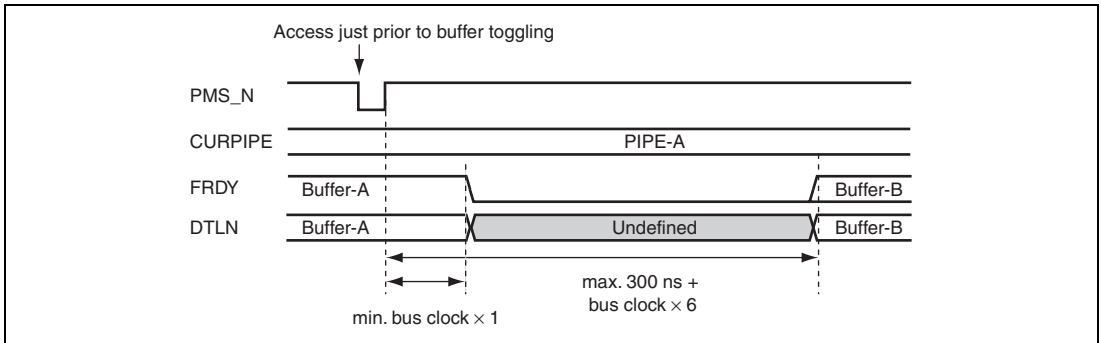 Access just prior to buffer toggling
PMS_N
CURPIPE PIPE-A
FRDY Buffer-A Buffer-B
DTLN Buffer-A Undefined Buffer-B
max. 300 ns +
bus clock × 6
min. bus clock × 1